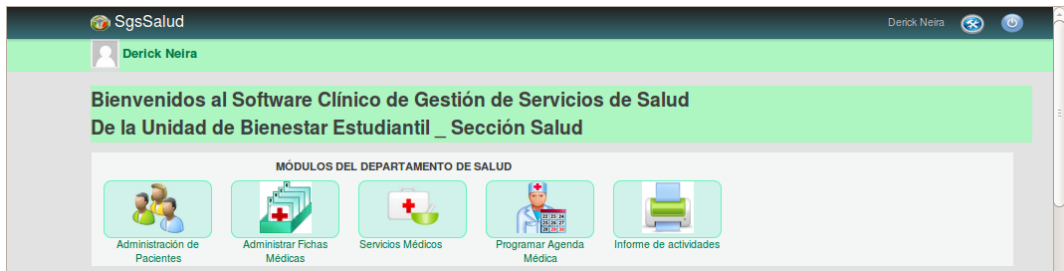 SgsSalud
Derick Neira
Derick Neira
Bienvenidos al Software Clínico de Gestión de Servicios de Salud
De la Unidad de Bienestar Estudiantil _ Sección Salud
MÓDULOS DEL DEPARTAMENTO DE SALUD
Administración de
Pacientes
Administrar Fichas
Médicas
Servicios Médicos
Programar Agenda
Médica
Informe de actividades